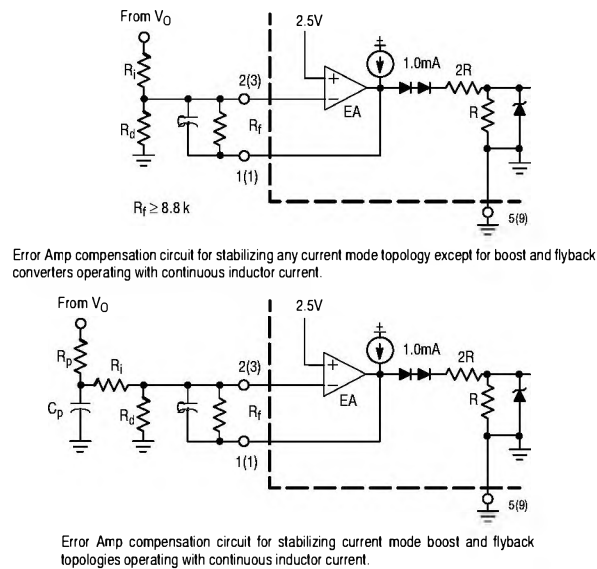 From VO
2.5V
1.0mA
Ri
2(3)
2R
Rd
Rf
EA
R
1(1)
Rf ≥ 8.8 k
5(9)
Error Amp compensation circuit for stabilizing any current mode topology except for boost and flyback
converters operating with continuous inductor current.
From VO
2.5V
1.0mA
Rp
Ri
2(3)
2R
Cp
Rd
Rf
EA
R
1(1)
5(9)
Error Amp compensation circuit for stabilizing current mode boost and flyback
topologies operating with continuous inductor current.